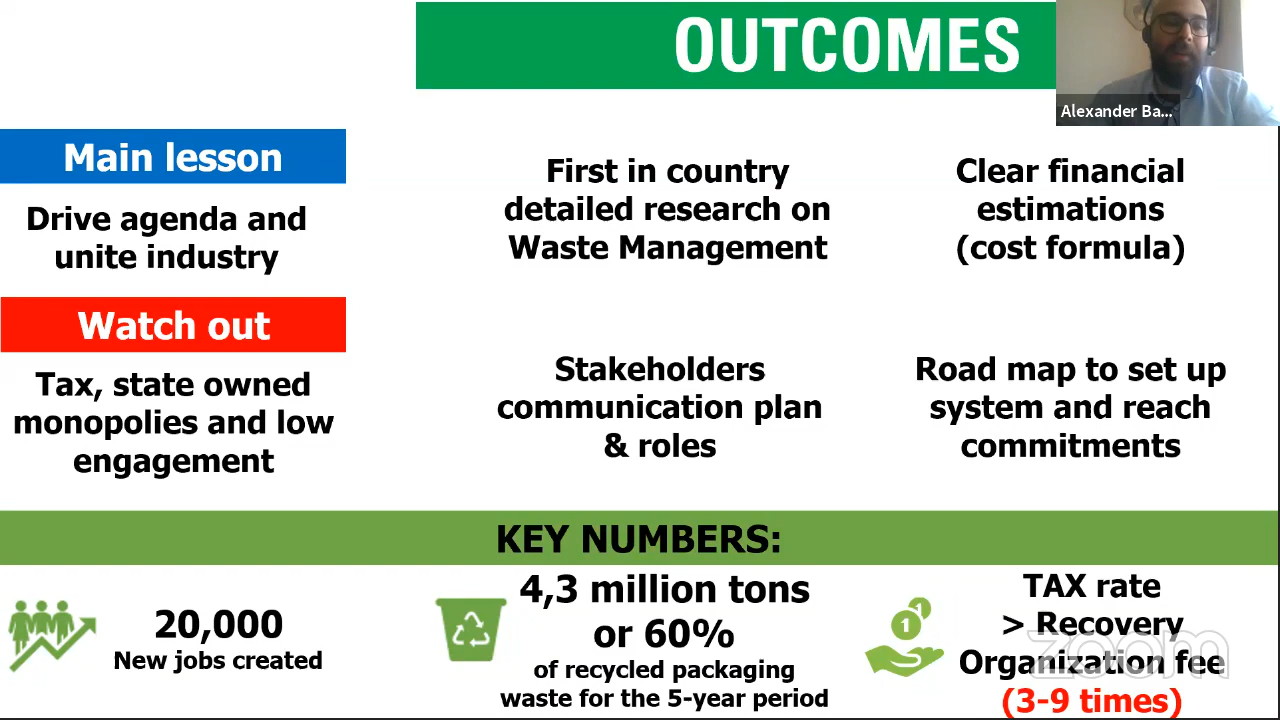 OUTCOMES
Alexander Ba...
Main lesson
Drive agenda and
unite industry
Watch out
Tax, state owned
monopolies and low
engagement
First in country
detailed research on
Waste Management
Clear financial
estimations
(cost formula)
Stakeholders
communication plan
& roles
Road map to set up
system and reach
commitments
KEY NUMBERS:
20,000
New jobs created
4,3 million tons
or 60%
of recycled packaging
waste for the 5-year period
1
1
TAX rate
> Recovery
Organization fee
(3-9 times)
zoom